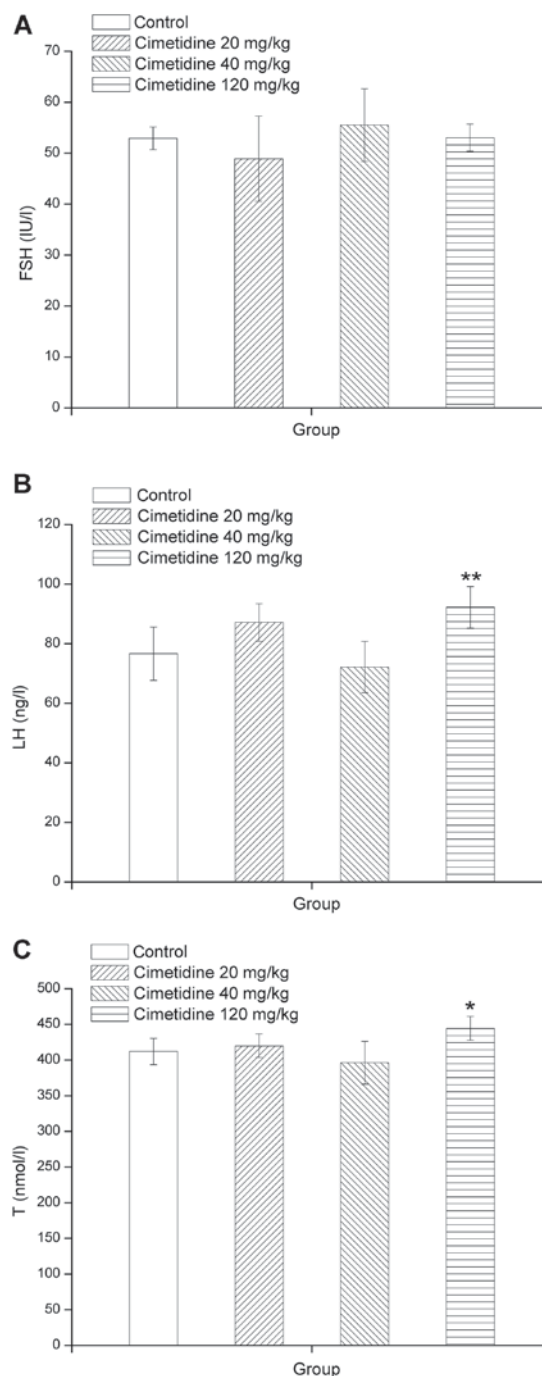 A
Control
Cimetidine 20 mg/kg
Cimetidine 40 mg/kg
Cimetidine 120 mg/kg
70
60
50
40
30
20
10
0
FSH (IU/l)
Group
B
Control
Cimetidine 20 mg/kg
Cimetidine 40 mg/kg
Cimetidine 120 mg/kg
120
100
80
60
40
20
0
LH (ng/l)
**
Group
C
Control
Cimetidine 20 mg/kg
Cimetidine 40 mg/kg
Cimetidine 120 mg/kg
500
450
400
350
300
250
200
150
100
50
0
T (nmol/l)
*
Group